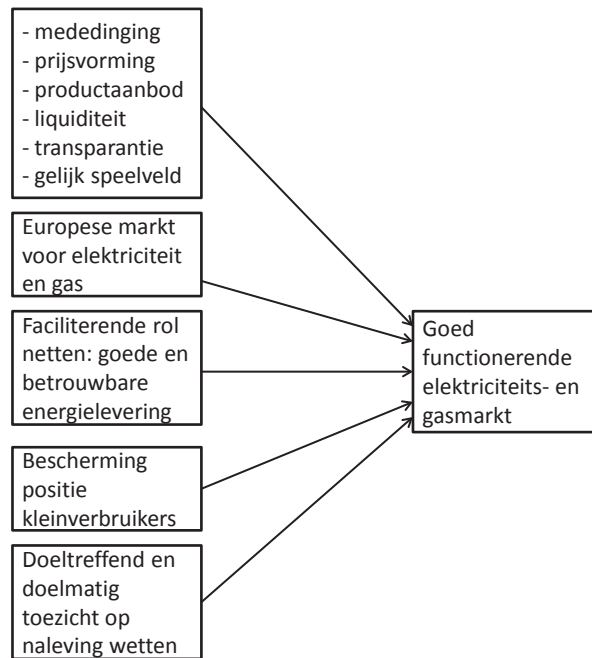 - mededinging
- prijsvorming
- productaanbod
- liquiditeit
- transparantie
- gelijk speelveld
Europese markt
voor elektriciteit
en gas
Faciliterende rol
netten: goede en
betrouwbare
energielevering
Bescherming
positie
kleinverbruikers
Doeltreffend en
doelmatig
toezicht op
naleving wetten
Goed
functionerende
elektriciteits- en
gasmarkt